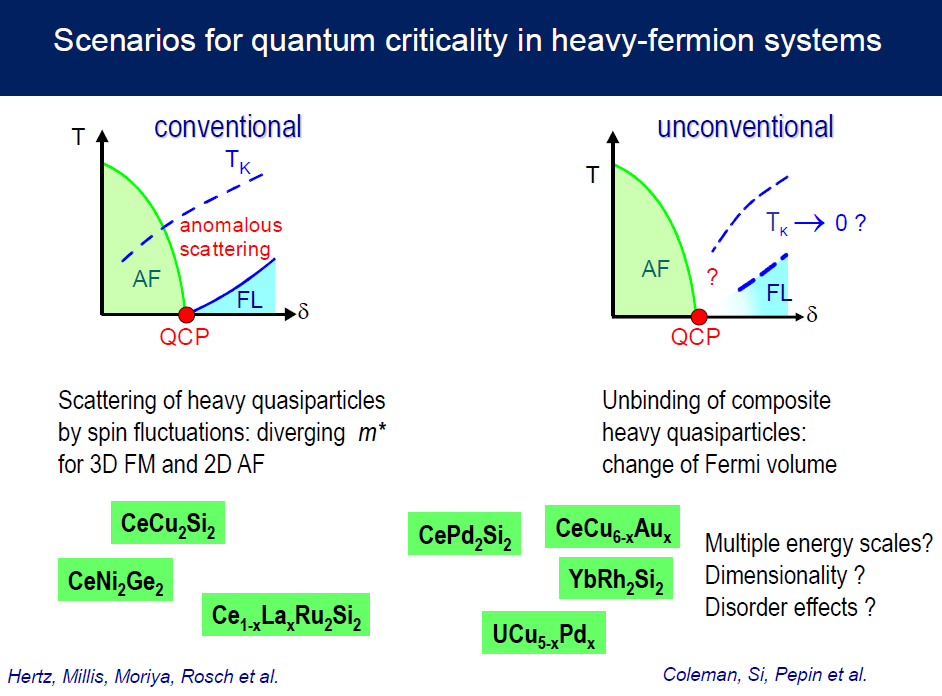 Scenarios for quantum criticality in heavy-fermion systems
conventional
T
T_K
anomalous
scattering
AF
FL
δ
QCP
unconventional
T
T_K → 0 ?
AF
?
FL
δ
QCP
Scattering of heavy quasiparticles
by spin fluctuations: diverging m*
for 3D FM and 2D AF
Unbinding of composite
heavy quasiparticles:
change of Fermi volume
CeCu₂Si₂
CeNi₂Ge₂
Ce₁₋ₓLaₓRu₂Si₂
CePd₂Si₂
CeCu₆₋ₓAuₓ
YbRh₂Si₂
UCu₅₋ₓPdₓ
Multiple energy scales?
Dimensionality ?
Disorder effects ?
Hertz, Millis, Moriya, Rosch et al.
Coleman, Si, Pepin et al.